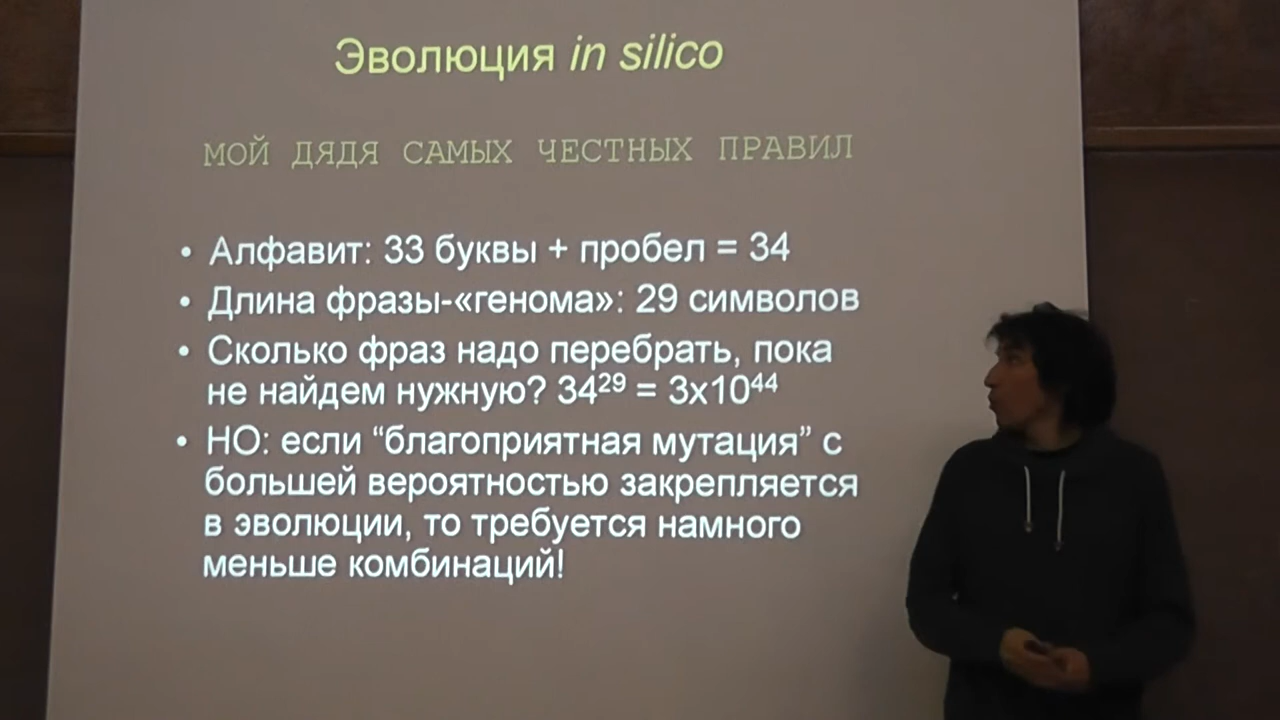 Эволюция in silico
МОЙ ДЯДЯ САМЫХ ЧЕСТНЫХ ПРАВИЛ
• Алфавит: 33 буквы + пробел = 34
• Длина фразы-«генома»: 29 символов
• Сколько фраз надо перебрать, пока
не найдем нужную? 34²⁹ = 3x10⁴⁴
• НО: если “благоприятная мутация” с
большей вероятностью закрепляется
в эволюции, то требуется намного
меньше комбинаций!